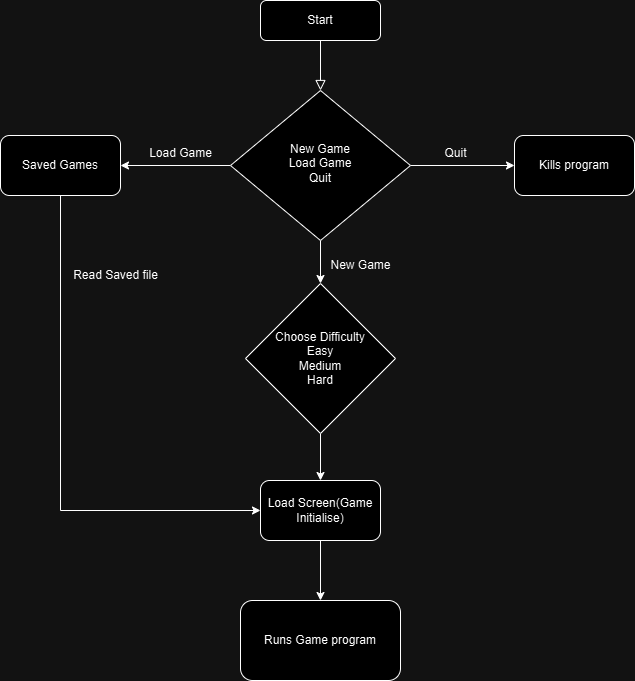 Start
New Game
Load Game
Quit
Load Game
Saved Games
Quit
Kills program
New Game
Read Saved file
Choose Difficulty
Easy
Medium
Hard
Load Screen(Game
Initialise)
Runs Game program